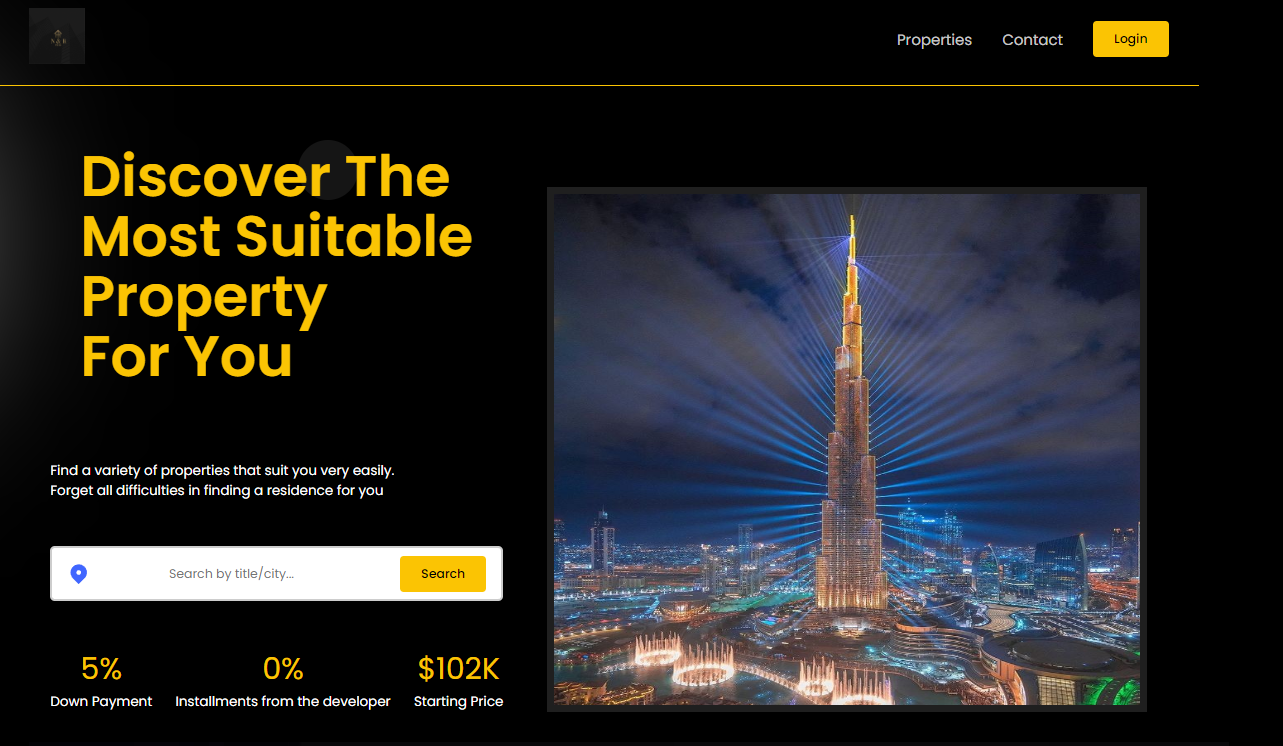 Properties
Contact
Login
Discover The
Most Suitable
Property
For You
Find a variety of properties that suit you very easily.
Forget all difficulties in finding a residence for you
Search by title/city...
Search
5%
0%
$102K
Down Payment
Installments from the developer
Starting Price